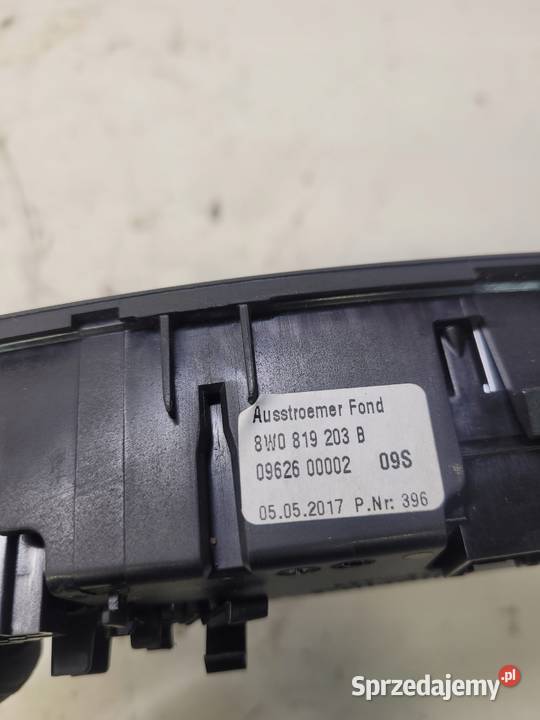 Ausstroemer Fond
8W0 819 203 B
09626 00002 09S
05.05.2017 P.Nr: 396
Sprzedajemy.pl